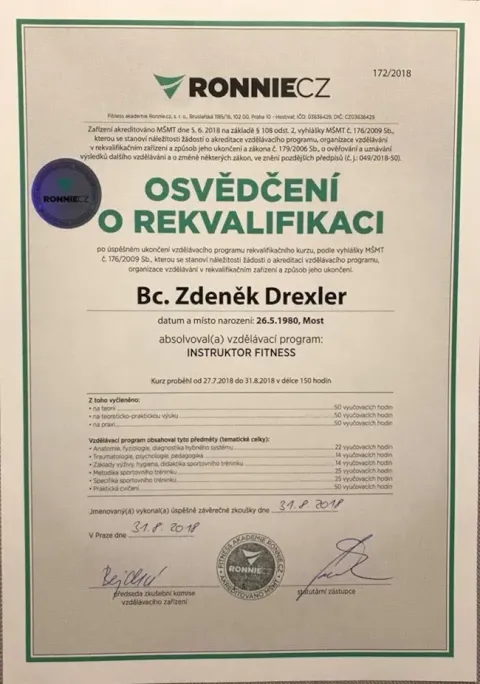 172/2018
RONNIECZ
Fitness akademie Ronnie.cz, s. r. o., Bruslařská 1185/16, 102 00, Praha 10 - Hostivař, IČO: 03636429, DIČ: CZ03636429
Zařízení akreditováno MŠMT dne 5. 6. 2018 na základě § 108 odst. 2, vyhlášky MŠMT č. 176/2009 Sb.,
kterou se stanoví náležitosti žádosti o akreditaci vzdělávacího programu, organizace vzdělávání
v rekvalifikačním zařízení a způsob jeho ukončení a zákona č. 179/2006 Sb., o ověřování a uznávání
výsledků dalšího vzdělávání a o změně některých zákon, ve znění pozdějších předpisů (č. j.: 049/2018-50).
RONNIECZ
OSVĚDČENÍ
O REKVALIFIKACI
po úspěšném ukončení vzdělávacího programu rekvalifikačního kurzu, podle vyhlášky MŠMT
č. 176/2009 Sb., kterou se stanoví náležitosti žádosti o akreditaci vzdělávacího programu,
organizace vzdělávání v rekvalifikačním zařízení a způsob jeho ukončení.
Bc. Zdeněk Drexler
datum a místo narození: 26.5.1980, Most
absolvoval(a) vzdělávací program:
INSTRUKTOR FITNESS
Kurz proběhl od 27.7.2018 do 31.8.2018 v délce 150 hodin
Z toho vyčleněno:
• na teorii 50 vyučovacích hodin
• na teoreticko-praktickou výuku 50 vyučovacích hodin
• na praxi 50 vyučovacích hodin
Vzdělávací program obsahoval tyto předměty (tematické celky):
• Anatomie, fyziologie, diagnostika hybného systému 22 vyučovacích hodin
• Traumatologie, psychologie, pedagogika 14 vyučovacích hodin
• Základy výživy, hygiena, didaktika sportovního tréninku 14 vyučovacích hodin
• Metodika sportovního tréninku 25 vyučovacích hodin
• Specifika sportovního tréninku 25 vyučovacích hodin
• Praktická cvičení 50 vyučovacích hodin
Jmenovaný(á) vykonal(a) úspěšně závěrečné zkoušky dne 31.8.2018
V Praze dne 31.8.2018
FITNESS AKADEMIE RONNIE.CZ
RONNIECZ
AKREDITOVÁNO MŠMT
předseda zkušební komise
vzdělávacího zařízení
statutární zástupce